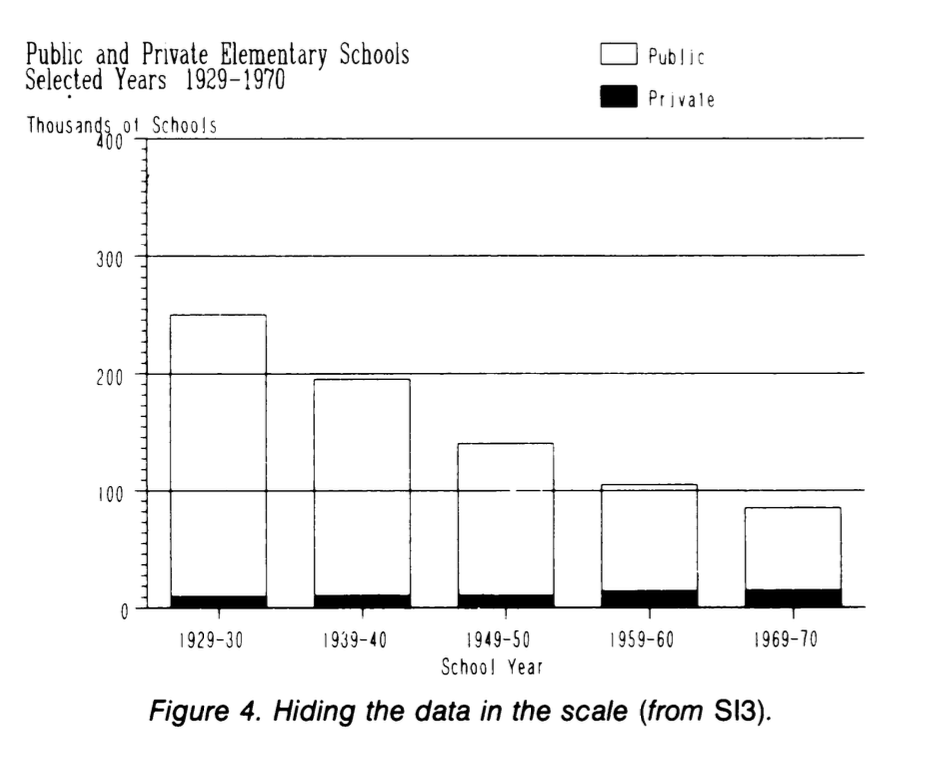 Public and Private Elementary Schools
Selected Years 1929-1970
Public
Private
Thousands of Schools
400
300
200
100
0
1929-30 1939-40 1949-50 1959-60 1969-70
School Year
Figure 4. Hiding the data in the scale (from SI3).